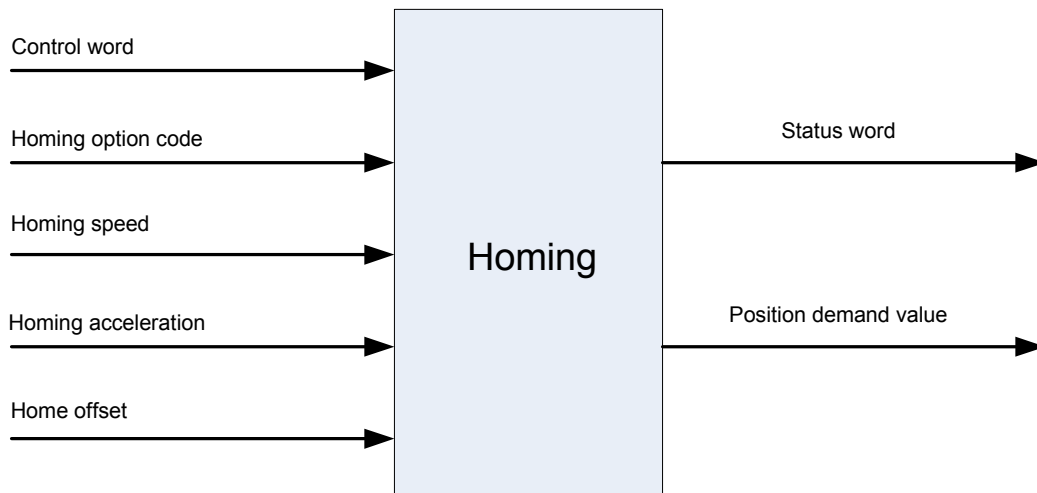 Control word
Homing option code
Homing speed
Homing acceleration
Home offset
Homing
Status word
Position demand value